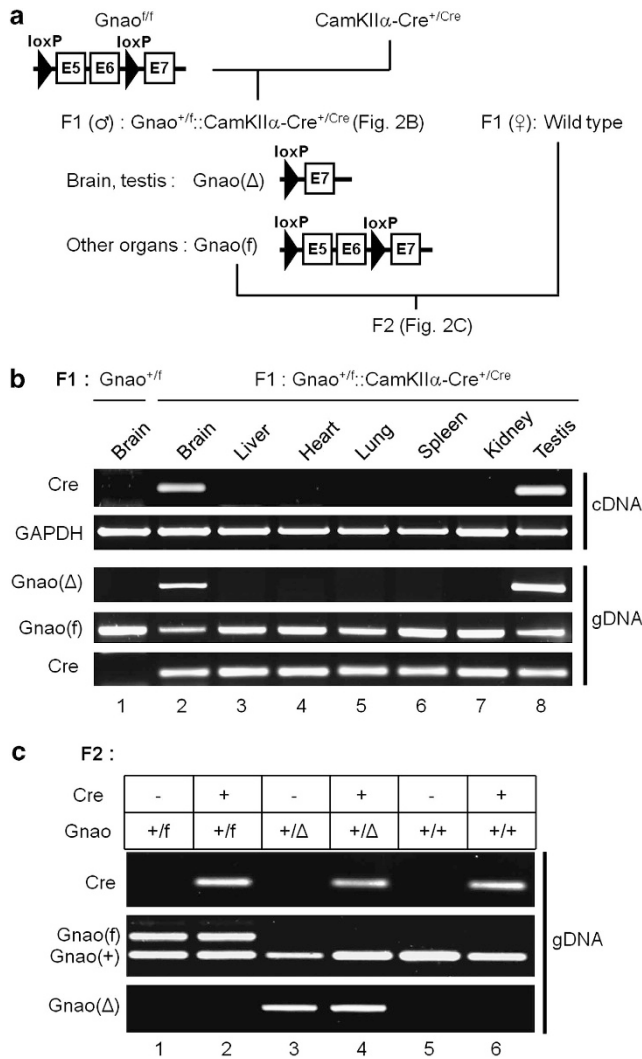 a
Gnao^f/f
CamKIIα-Cre^+/Cre
loxP loxP
E5 E6 E7
F1 (♂) : Gnao^+/f::CamKIIα-Cre^+/Cre (Fig. 2B)
F1 (♀): Wild type
loxP
Brain, testis : Gnao(Δ) E7
loxP loxP
Other organs : Gnao(f) E5 E6 E7
F2 (Fig. 2C)
b
F1 : Gnao^+/f F1 : Gnao^+/f::CamKIIα-Cre^+/Cre
Brain Brain Liver Heart Lung Spleen Kidney Testis
Cre
GAPDH
cDNA
Gnao(Δ)
Gnao(f)
Cre
gDNA
1 2 3 4 5 6 7 8
c
F2 :
Cre - + - + - +
Gnao +/f +/f +/Δ +/Δ +/+ +/+
Cre
Gnao(f)
Gnao(+)
Gnao(Δ)
gDNA
1 2 3 4 5 6